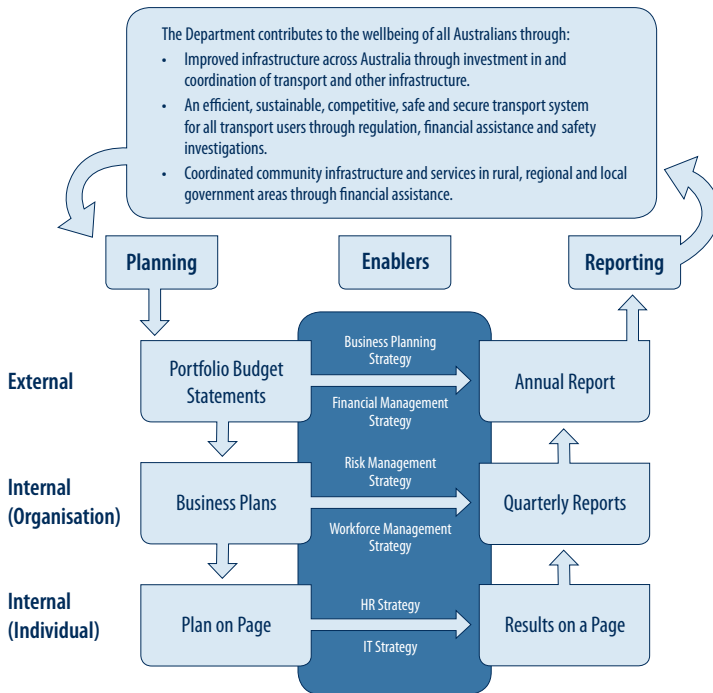 The Department contributes to the wellbeing of all Australians through:
• Improved infrastructure across Australia through investment in and
coordination of transport and other infrastructure.
• An efficient, sustainable, competitive, safe and secure transport system
for all transport users through regulation, financial assistance and safety
investigations.
• Coordinated community infrastructure and services in rural, regional and local
government areas through financial assistance.
Planning
Enablers
Reporting
External
Portfolio Budget
Statements
Business Planning
Strategy
Financial Management
Strategy
Annual Report
Internal
(Organisation)
Business Plans
Risk Management
Strategy
Workforce Management
Strategy
Quarterly Reports
Internal
(Individual)
Plan on Page
HR Strategy
IT Strategy
Results on a Page